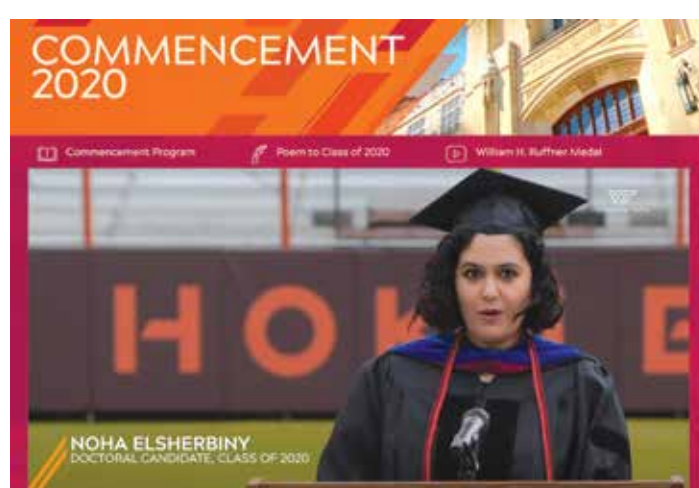 COMMENCEMENT
2020
Commencement Program
Poem to Class of 2020
William H. Ruffner Medal
HOK E
NOHA ELSHERBINY
DOCTORAL CANDIDATE, CLASS OF 2020